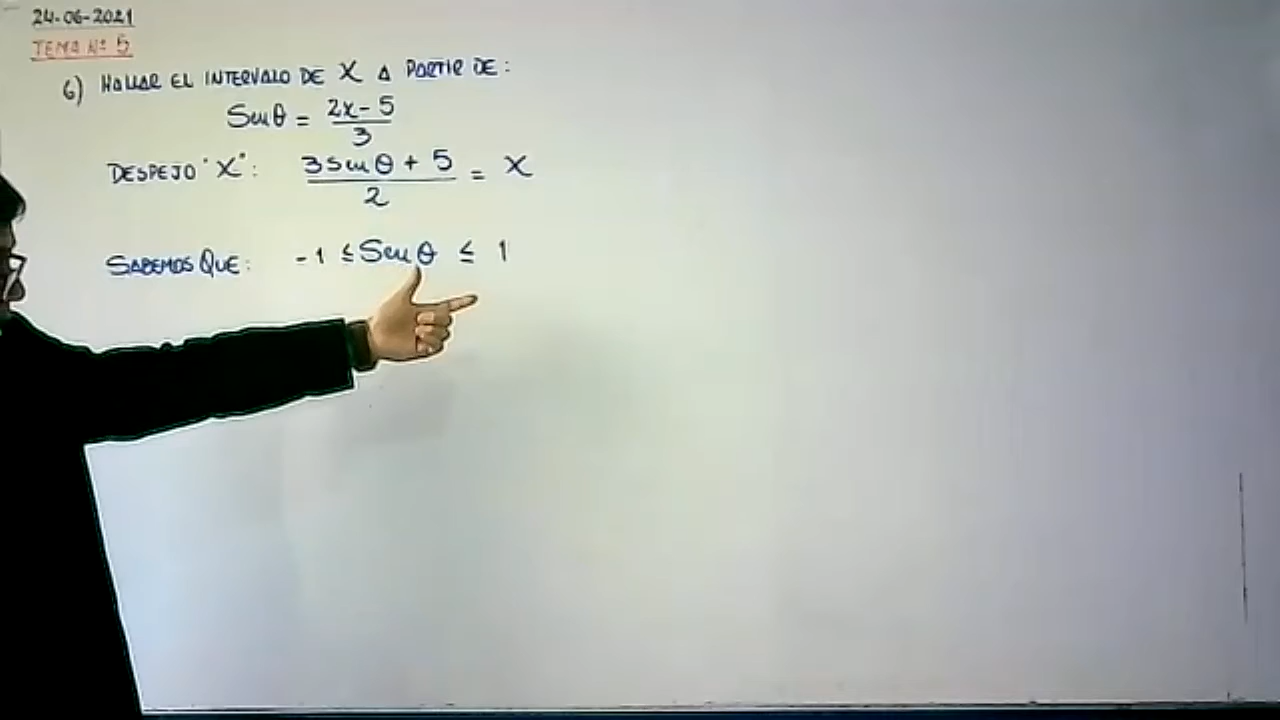 24-06-2021
TEMA Nº 5
6) HALLAR EL INTERVALO DE X A PARTIR DE:
Senθ = (2x-5)/3
DESPEJO "X": (3senθ + 5)/2 = X
SABEMOS QUE: -1 ≤ Senθ ≤ 1